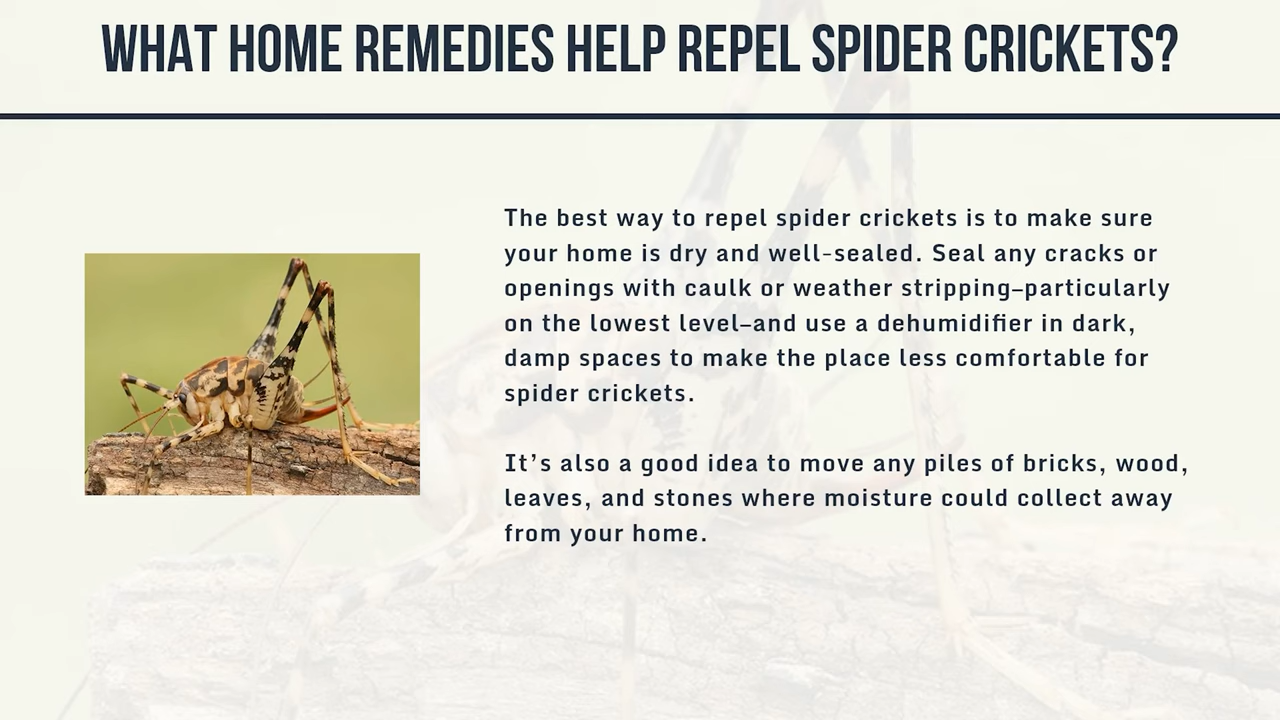 WHAT HOME REMEDIES HELP REPEL SPIDER CRICKETS?
The best way to repel spider crickets is to make sure
your home is dry and well-sealed. Seal any cracks or
openings with caulk or weather stripping–particularly
on the lowest level–and use a dehumidifier in dark,
damp spaces to make the place less comfortable for
spider crickets.
It’s also a good idea to move any piles of bricks, wood,
leaves, and stones where moisture could collect away
from your home.